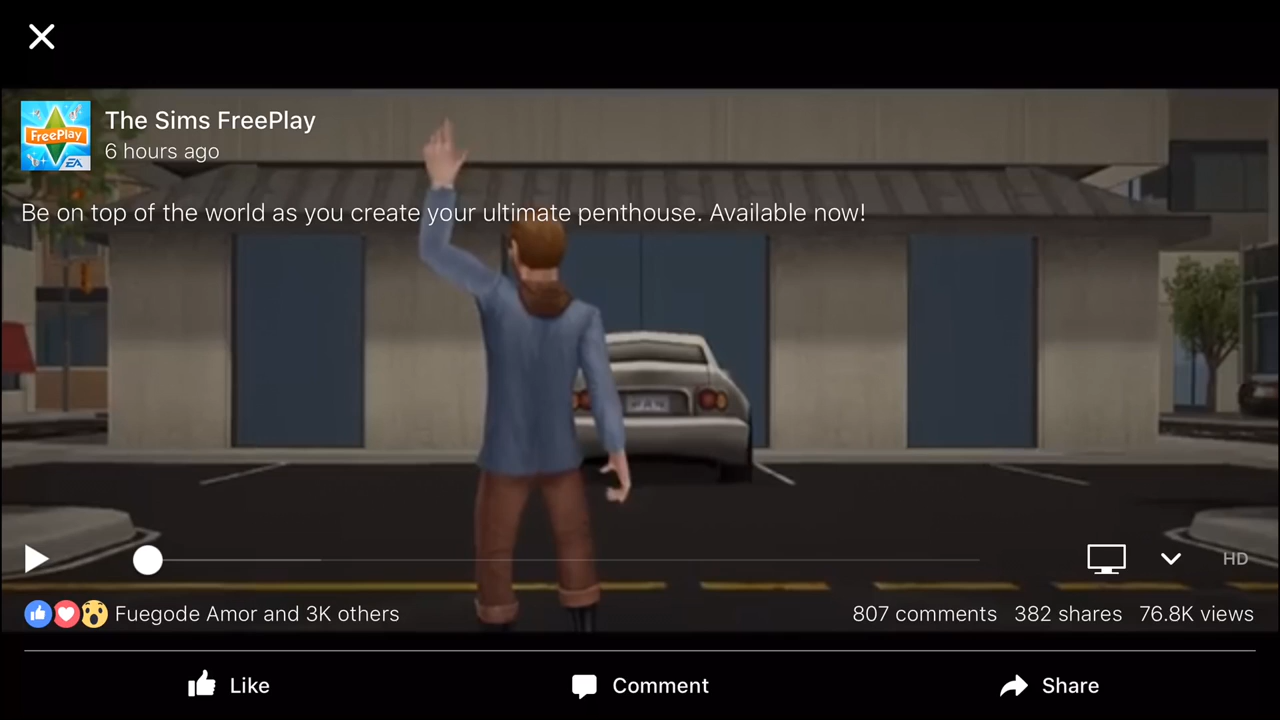 The Sims FreePlay
6 hours ago
FreePlay
EA
Be on top of the world as you create your ultimate penthouse. Available now!
HD
Fuegode Amor and 3K others
807 comments 382 shares 76.8K views
Like Comment Share